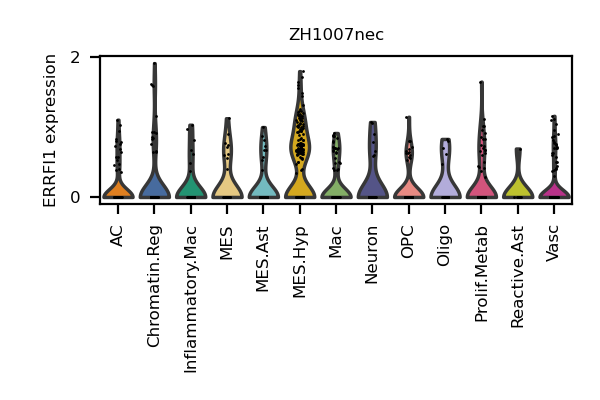 ZH1007nec
ERRFI1 expression
2
0
AC
Chromatin.Reg
Inflammatory.Mac
MES
MES.Ast
MES.Hyp
Mac
Neuron
OPC
Oligo
Prolif.Metab
Reactive.Ast
Vasc